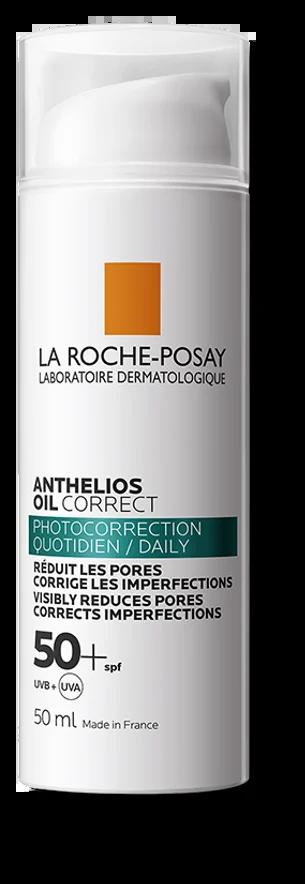 LA ROCHE-POSAY
LABORATOIRE DERMATOLOGIQUE
ANTHELIOS
OIL CORRECT
PHOTOCORRECTION
QUOTIDIEN / DAILY
RÉDUIT LES PORES
CORRIGE LES IMPERFECTIONS
VISIBLY REDUCES PORES
CORRECTS IMPERFECTIONS
50+ spf
UVB + UVA
50 ml Made in France